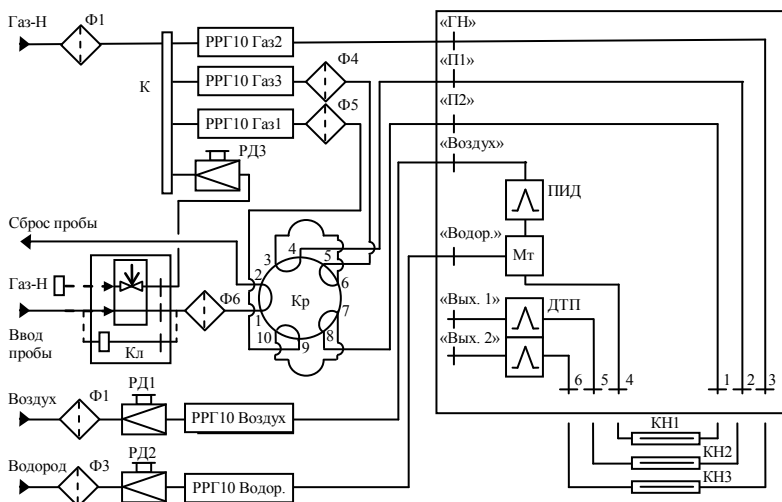 Газ-Н
Ф1
РРГ10 Газ2
К
РРГ10 Газ3
Ф4
РРГ10 Газ1
Ф5
РД3
Сброс пробы
Газ-Н
Ввод
пробы
Кл
Ф6
Кр
1
2
3
4
5
6
7
8
9
10
Воздух
Ф1
РД1
РРГ10 Воздух
Водород
Ф3
РД2
РРГ10 Водор.
«ГН»
«П1»
«П2»
«Воздух»
ПИД
«Водор.»
Мт
«Вых. 1»
ДТП
«Вых. 2»
6 5 4 1 2 3
КН1
КН2
КН3